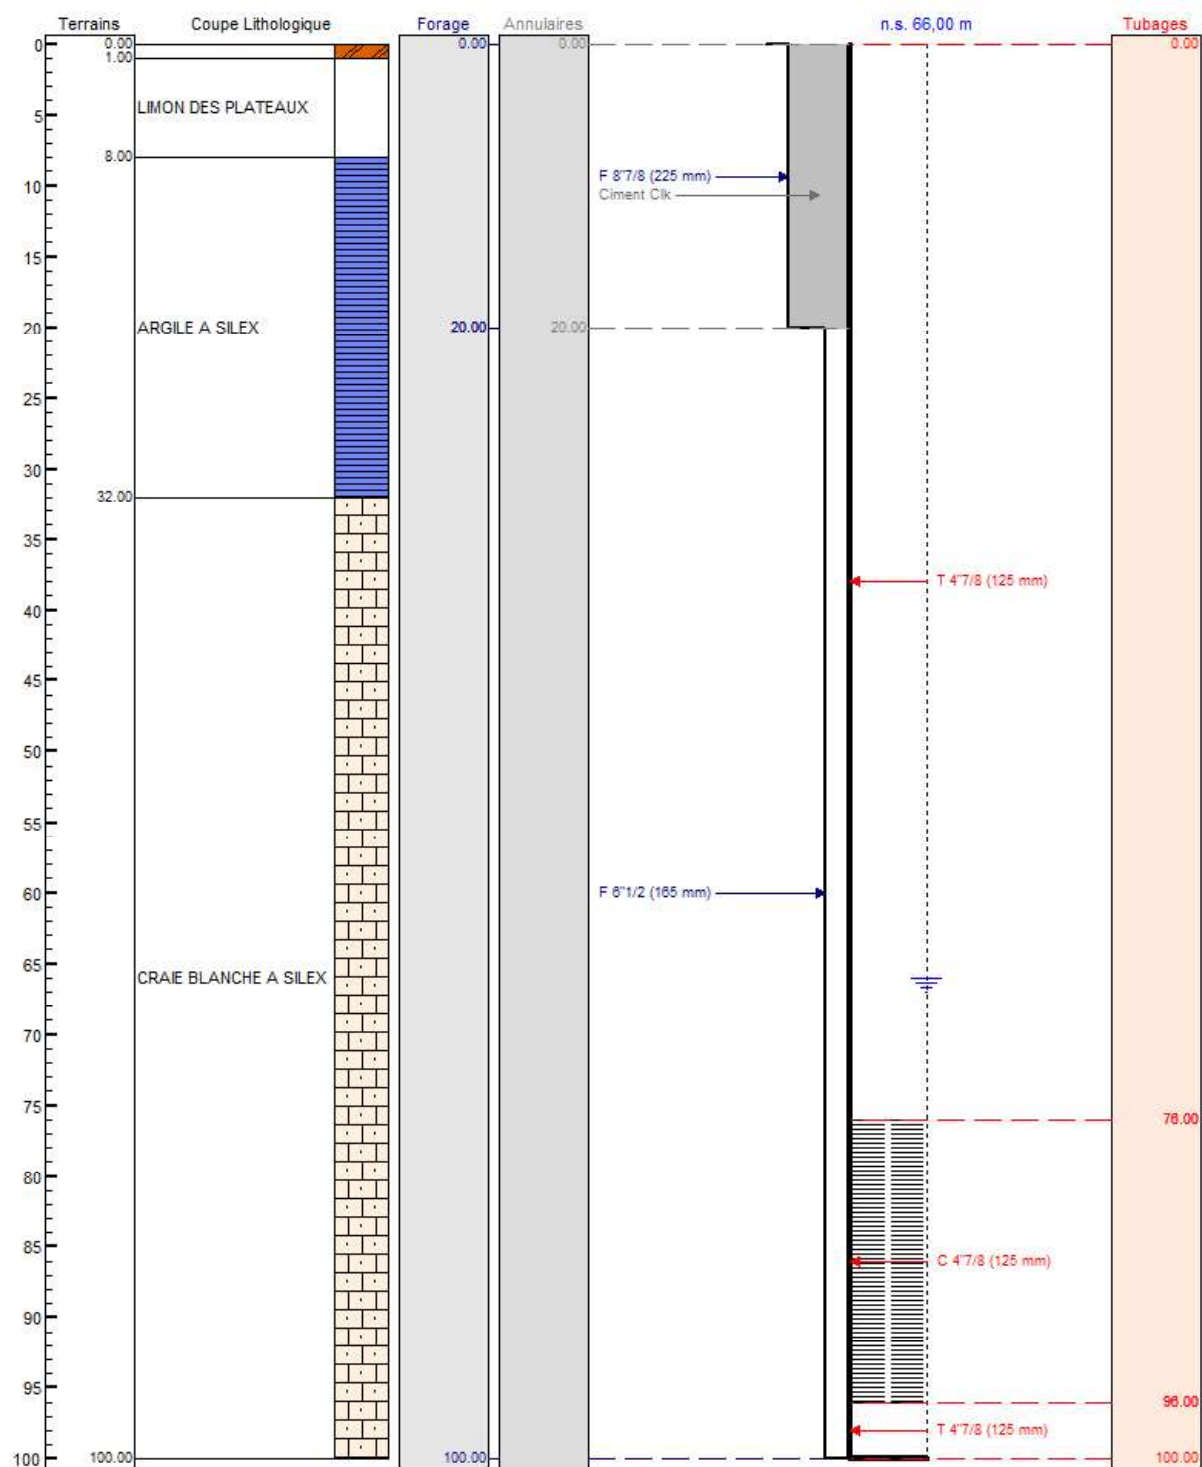 Terrains Coupe Lithologique Forage Annulaires n.s. 66,00 m Tubages
0 0.00 0.00 0.00 0.00
1.00
LIMON DES PLATEAUX
5
8.00
F 8"7/8 (225 mm)
10
Ciment Clk
15
20 ARGILE A SILEX 20.00 20.00
25
30
32.00
35
T 4"7/8 (125 mm)
40
45
50
55
60 F 6"1/2 (165 mm)
65
CRAIE BLANCHE A SILEX
70
75
76.00
80
85
C 4"7/8 (125 mm)
90
95
96.00
T 4"7/8 (125 mm)
100 100.00 100.00 100.00